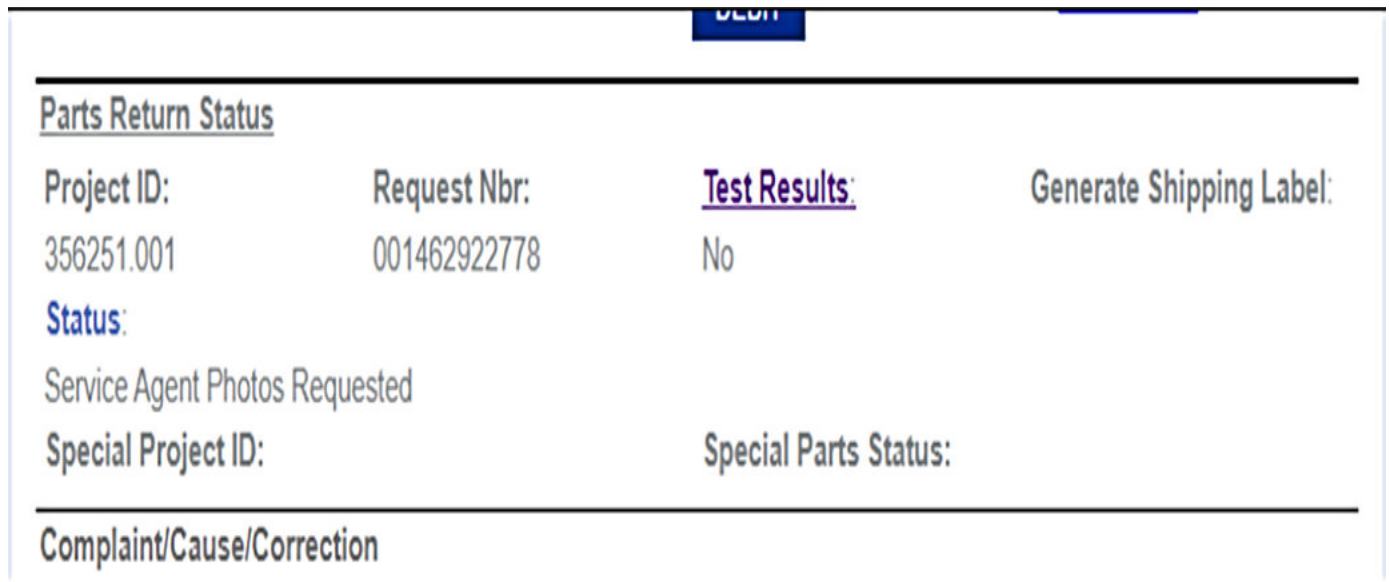 Parts Return Status
Project ID: Request Nbr: Test Results: Generate Shipping Label:
356251.001 001462922778 No
Status:
Service Agent Photos Requested
Special Project ID: Special Parts Status:
Complaint/Cause/Correction